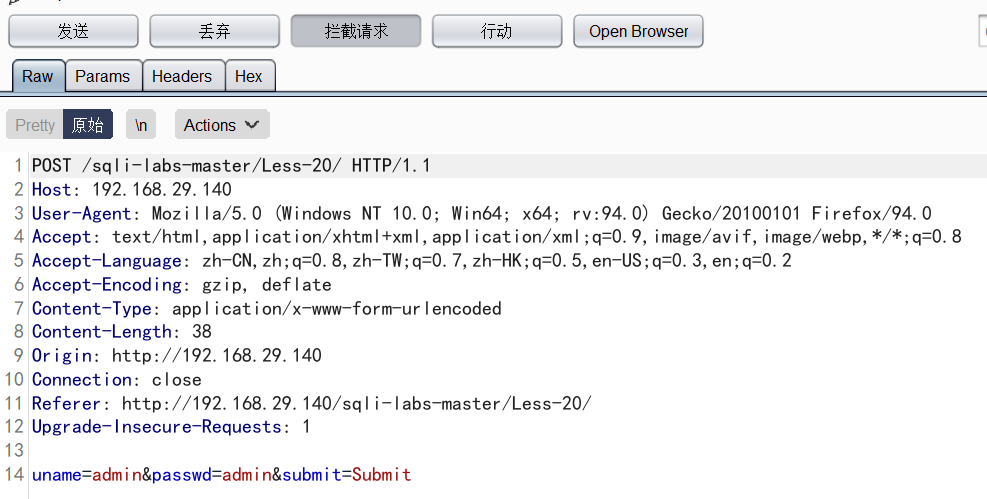 发送 丢弃 拦截请求 行动 Open Browser
Raw Params Headers Hex
Pretty 原始 \n Actions
1 POST /sqli-labs-master/Less-20/ HTTP/1.1
2 Host: 192.168.29.140
3 User-Agent: Mozilla/5.0 (Windows NT 10.0; Win64; x64; rv:94.0) Gecko/20100101 Firefox/94.0
4 Accept: text/html,application/xhtml+xml,application/xml;q=0.9,image/avif,image/webp,*/*;q=0.8
5 Accept-Language: zh-CN,zh;q=0.8,zh-TW;q=0.7,zh-HK;q=0.5,en-US;q=0.3,en;q=0.2
6 Accept-Encoding: gzip, deflate
7 Content-Type: application/x-www-form-urlencoded
8 Content-Length: 38
9 Origin: http://192.168.29.140
10 Connection: close
11 Referer: http://192.168.29.140/sqli-labs-master/Less-20/
12 Upgrade-Insecure-Requests: 1
13
14 uname=admin&passwd=admin&submit=Submit